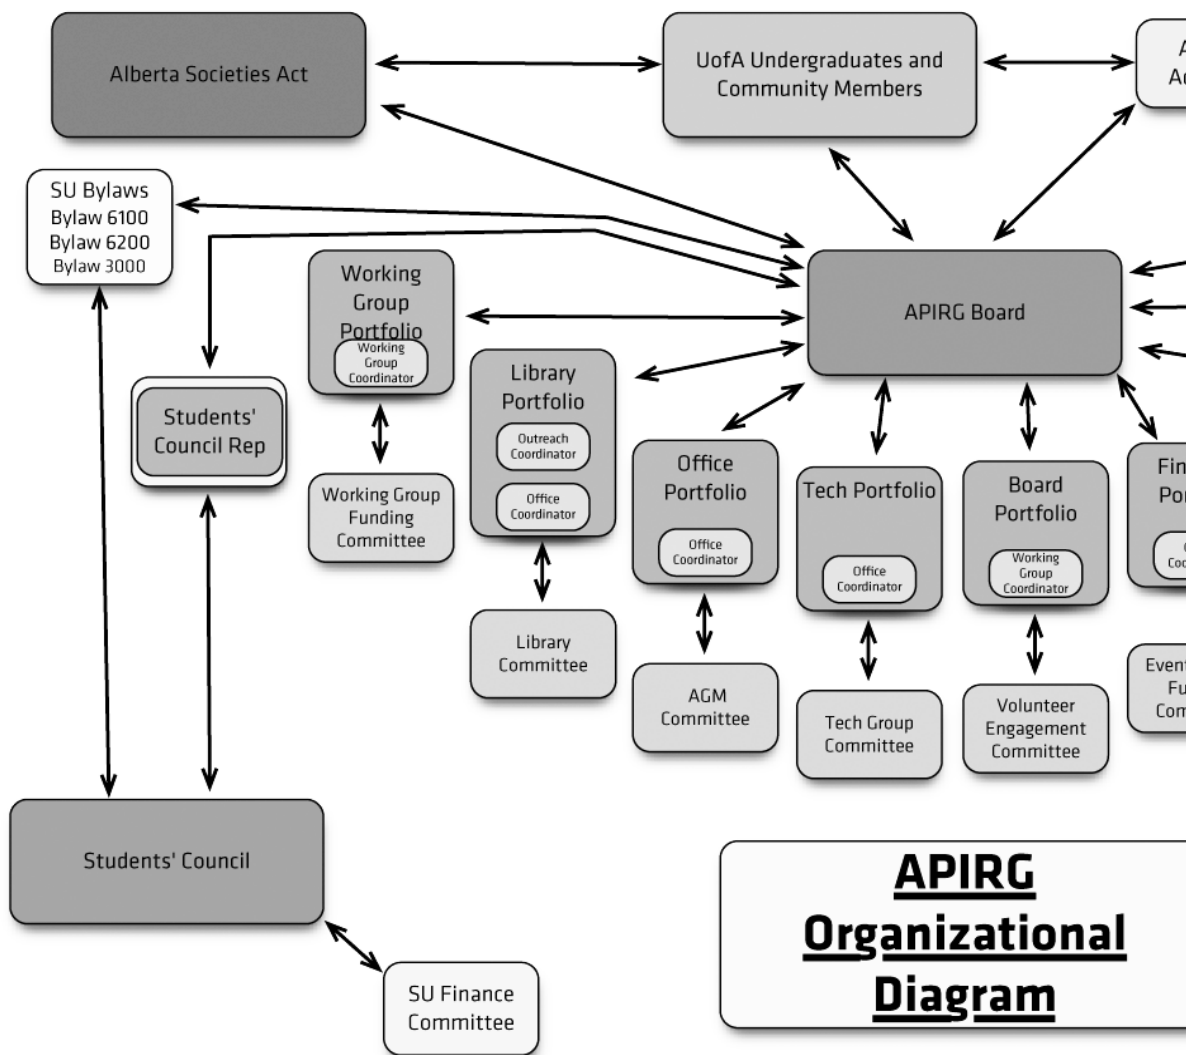 Alberta Societies Act
UofA Undergraduates and
Community Members
SU Bylaws
Bylaw 6100
Bylaw 6200
Bylaw 3000
Working
Group
Portfolio
Working
Group
Coordinator
APIRG Board
Students'
Council Rep
Library
Portfolio
Outreach
Coordinator
Office
Coordinator
Office
Portfolio
Office
Coordinator
Tech Portfolio
Office
Coordinator
Board
Portfolio
Working
Group
Coordinator
Working Group
Funding
Committee
Library
Committee
AGM
Committee
Tech Group
Committee
Volunteer
Engagement
Committee
Students' Council
SU Finance
Committee
APIRG
Organizational
Diagram